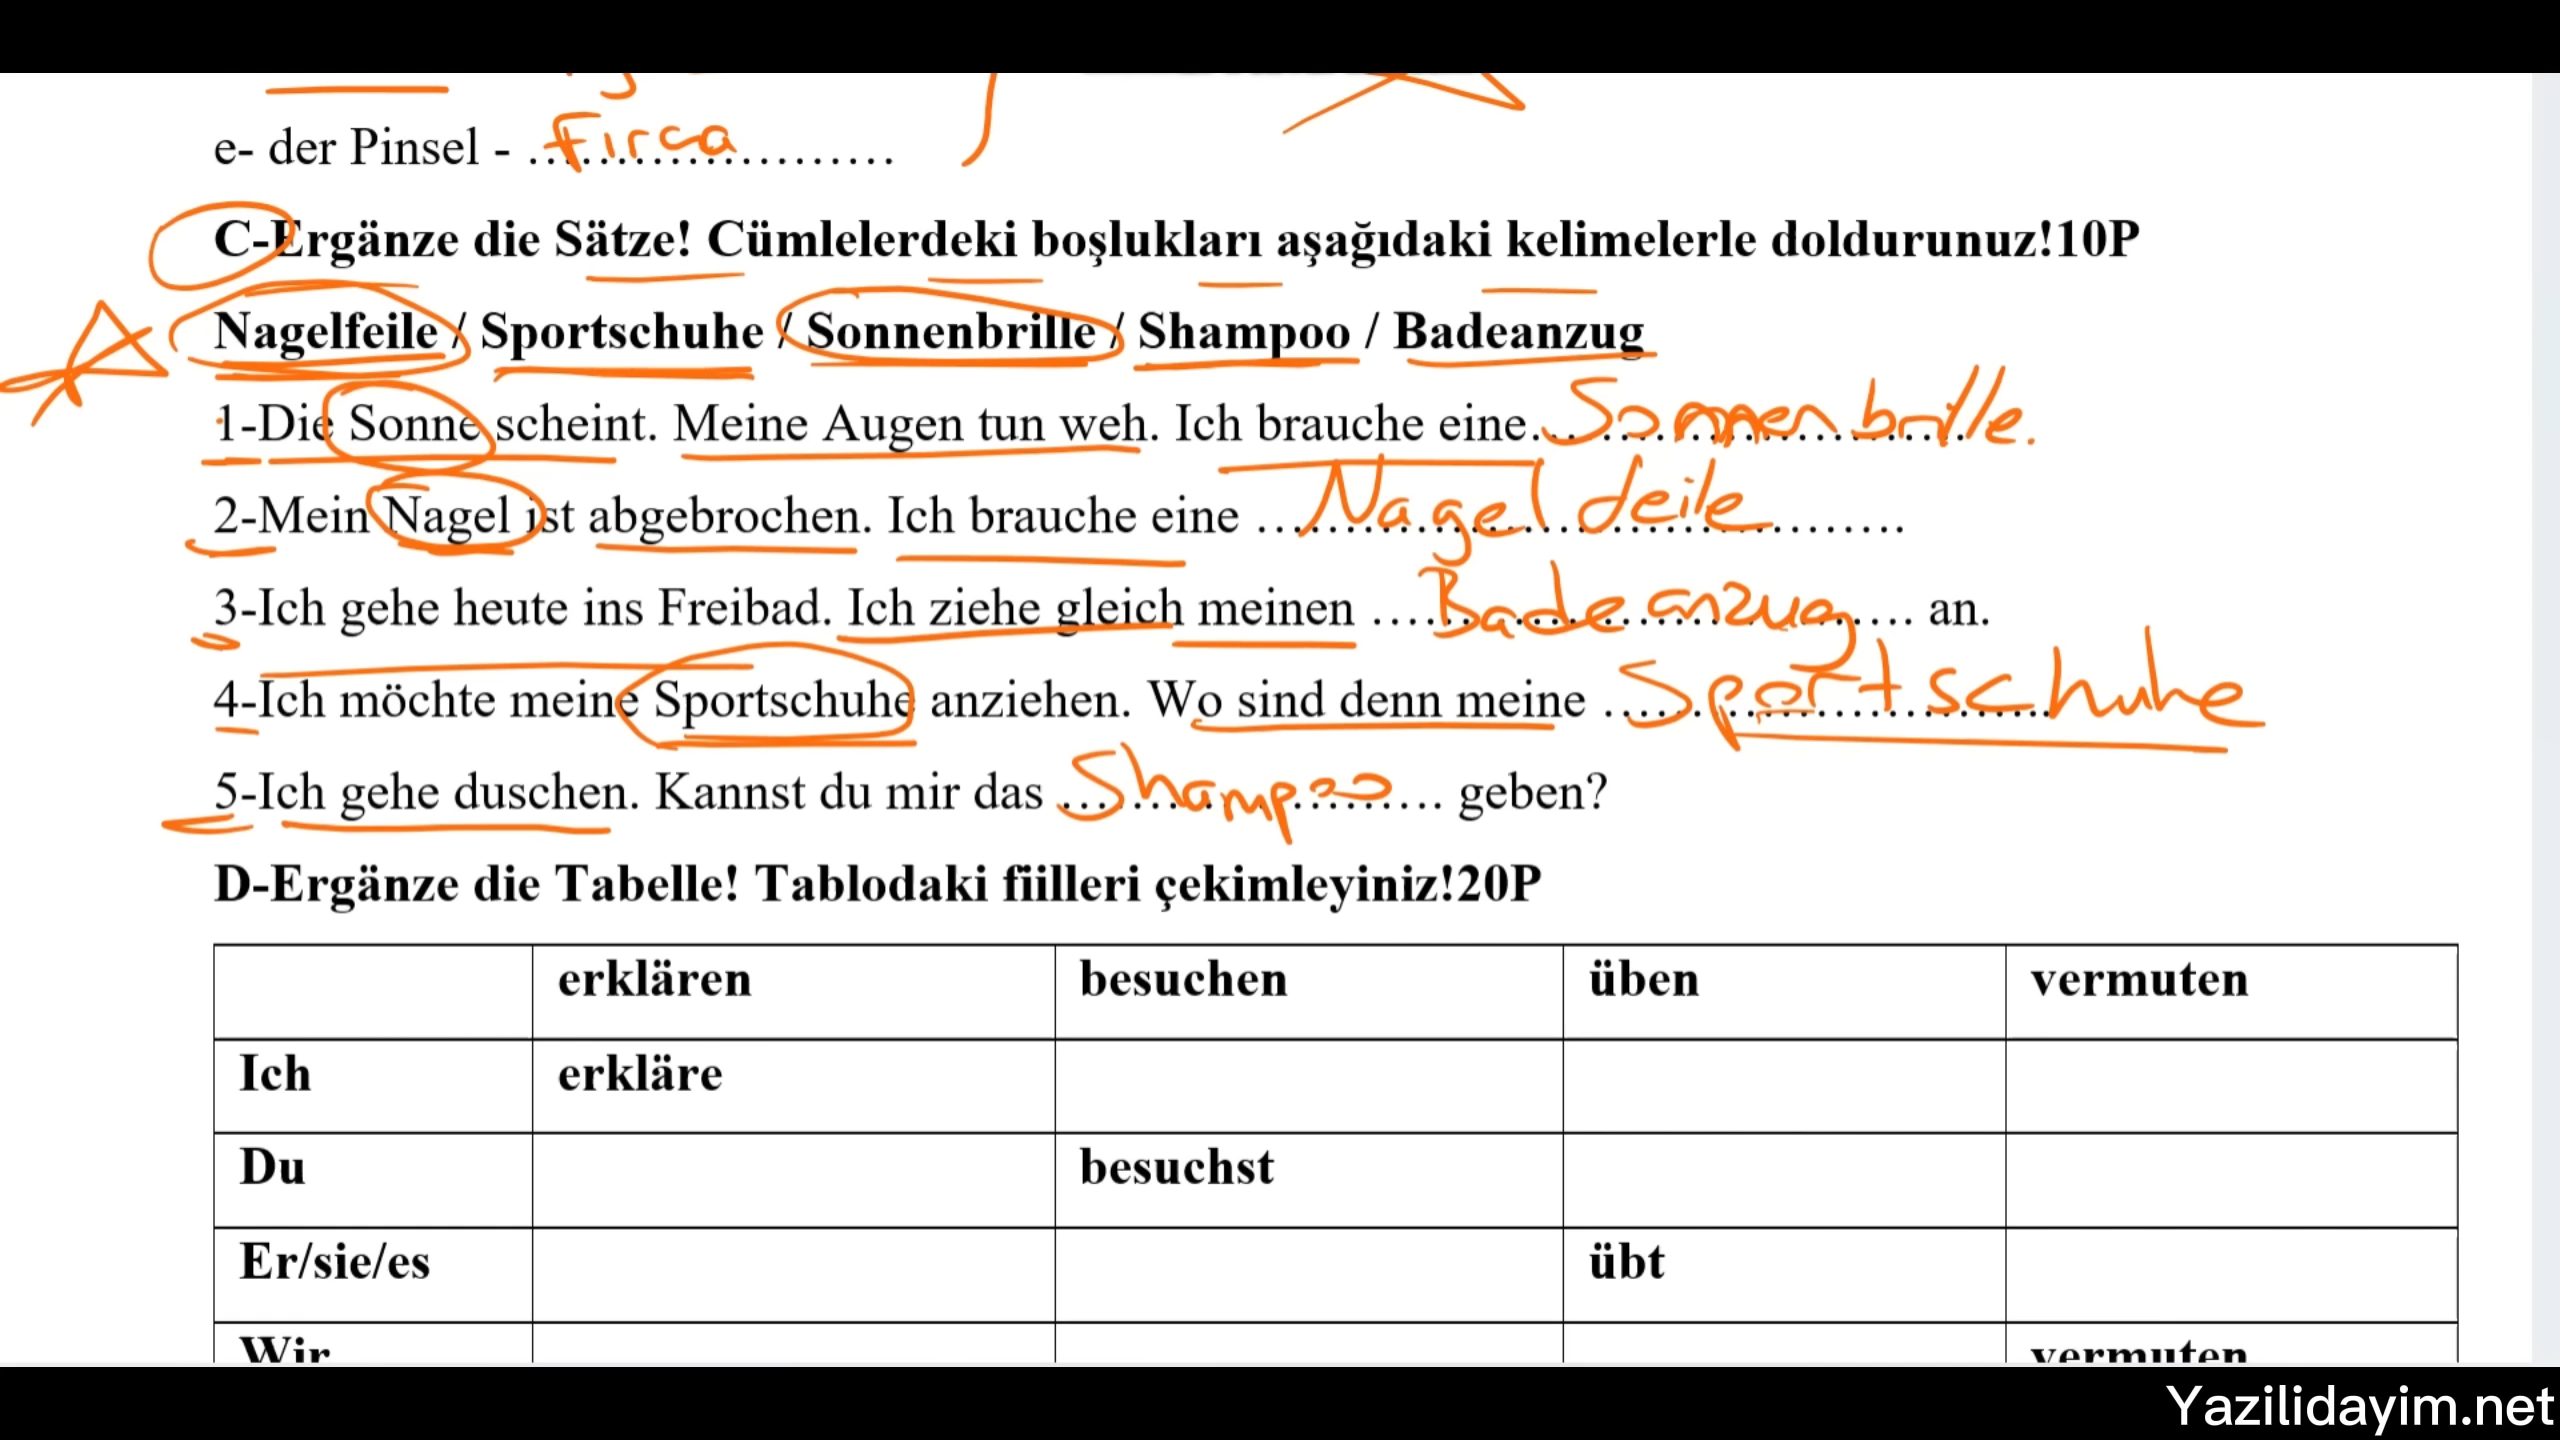 e- der Pinsel - .................... Fırca
C-Ergänze die Sätze! Cümlelerdeki boşlukları aşağıdaki kelimelerle doldurunuz!10P
Nagelfeile / Sportschuhe / Sonnenbrille / Shampoo / Badeanzug
1-Die Sonne scheint. Meine Augen tun weh. Ich brauche eine Sonnenbrille.
2-Mein Nagel ist abgebrochen. Ich brauche eine Nageldeile
3-Ich gehe heute ins Freibad. Ich ziehe gleich meinen Badeanzug an.
4-Ich möchte meine Sportschuhe anziehen. Wo sind denn meine Sportschuhe
5-Ich gehe duschen. Kannst du mir das Shampoo geben?
D-Ergänze die Tabelle! Tablodaki fiilleri çekimleyiniz!20P
erklären besuchen üben vermuten
Ich erkläre
Du besuchst
Er/sie/es übt
Wir vermuten
Yazilidayim.net